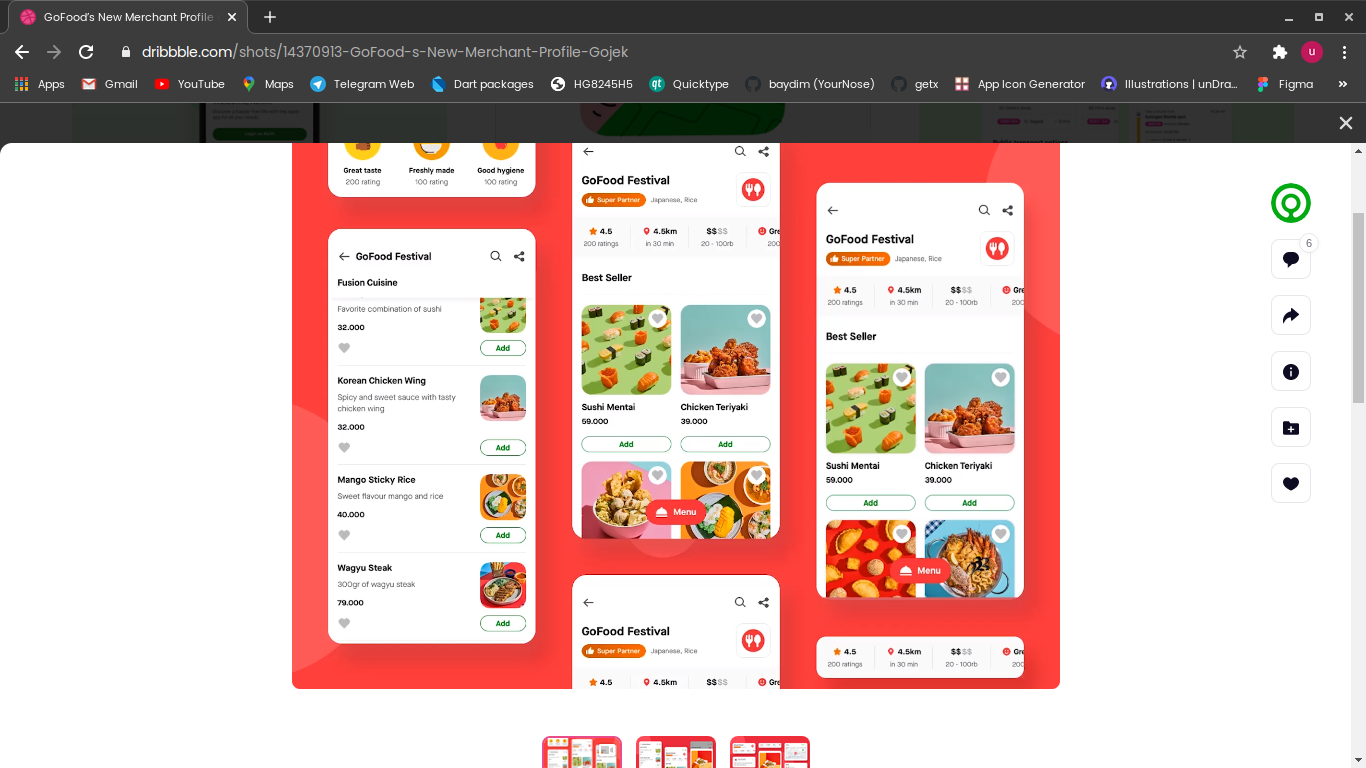 GoFood's New Merchant Profile
dribbble.com/shots/14370913-GoFood-s-New-Merchant-Profile-Gojek
u
Apps
Gmail
YouTube
Maps
Telegram Web
Dart packages
HG8245H5
qt
Quicktype
baydim (YourNose)
getx
App Icon Generator
Illustrations | unDra...
Figma
»
6
Great taste
200 rating
Freshly made
100 rating
Good hygiene
100 rating
GoFood Festival
Fusion Cuisine
Favorite combination of sushi
32.000
Add
Korean Chicken Wing
Spicy and sweet sauce with tasty
chicken wing
32.000
Add
Mango Sticky Rice
Sweet flavour mango and rice
40.000
Add
Wagyu Steak
300gr of wagyu steak
79.000
Add
GoFood Festival
Super Partner
Japanese, Rice
4.5
200 ratings
4.5km
in 30 min
$$$$
20 - 100rb
Gre
200
Best Seller
Sushi Mentai
59.000
Add
Chicken Teriyaki
39.000
Add
Menu
GoFood Festival
Super Partner
Japanese, Rice
4.5
4.5km
$$$$
Gre
GoFood Festival
Super Partner
Japanese, Rice
4.5
200 ratings
4.5km
in 30 min
$$$$
20 - 100rb
Gre
200
Best Seller
Sushi Mentai
59.000
Add
Chicken Teriyaki
39.000
Add
Menu
4.5
200 ratings
4.5km
in 30 min
$$$$
20 - 100rb
Gre
200